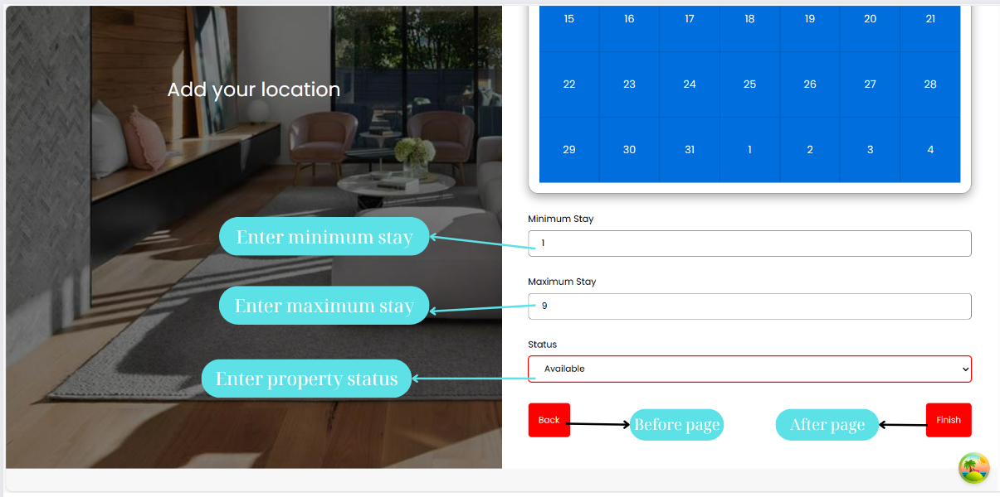 Add your location
15 16 17 18 19 20 21
22 23 24 25 26 27 28
29 30 31 1 2 3 4
Minimum Stay
Enter minimum stay
1
Maximum Stay
Enter maximum stay
9
Status
Available
Enter property status
Back
Before page
After page
Finish